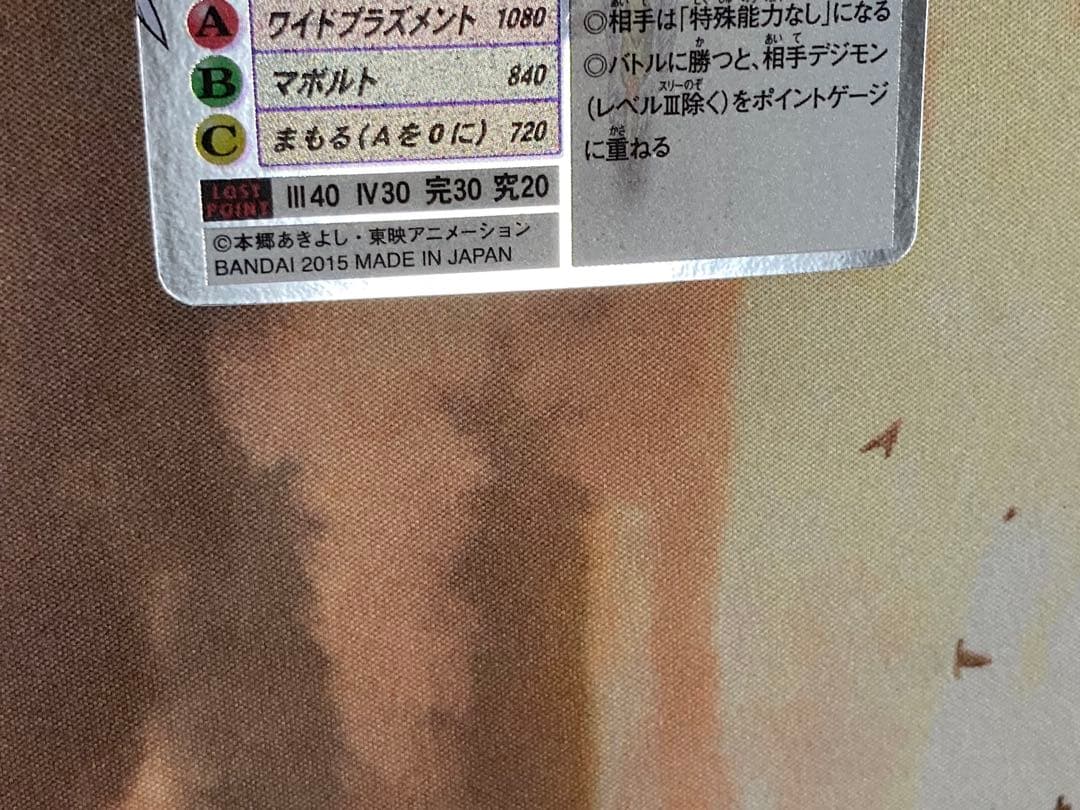 A ワイドプラズメント 1080
B マボルト 840
C まもる(Aを0に) 720
LOST POINT Ⅲ40 Ⅳ30 完30 究20
©本郷あきよし・東映アニメーション
BANDAI 2015 MADE IN JAPAN
◎相手は「特殊能力なし」になる
◎バトルに勝つと、相手デジモン
(レベルⅢ除く)をポイントゲージ
に重ねる